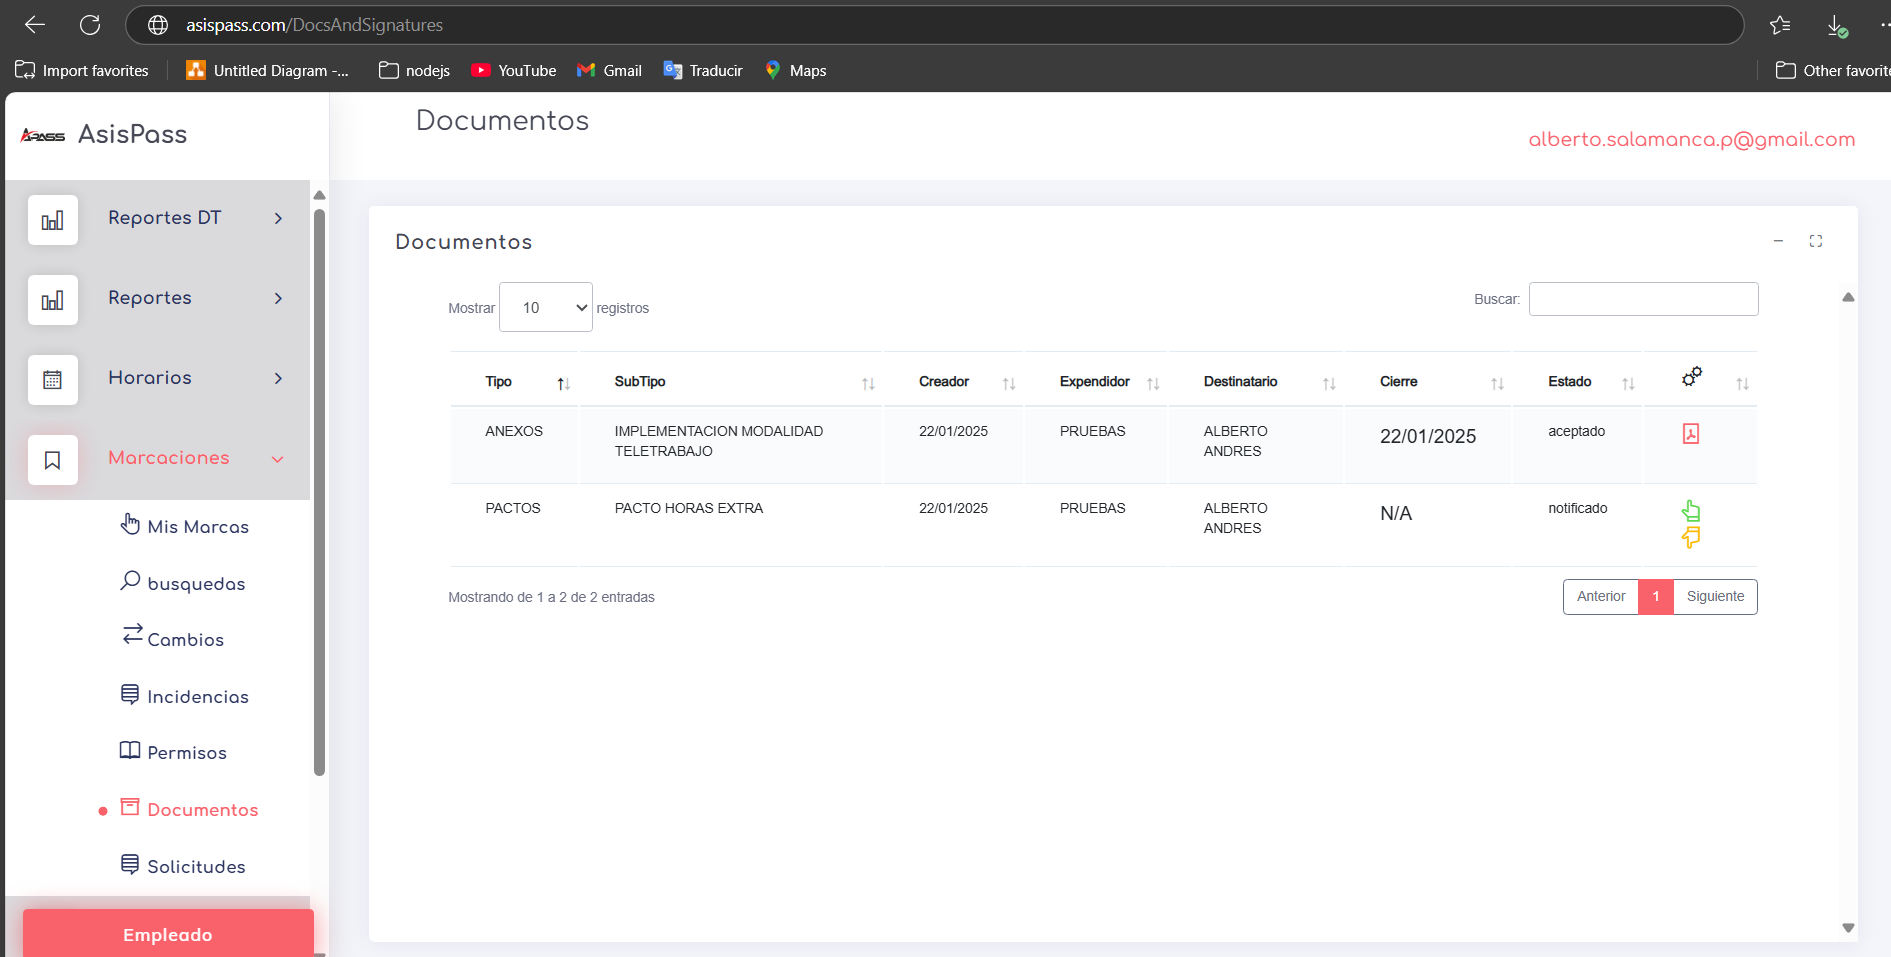 asispass.com/DocsAndSignatures
Import favorites
Untitled Diagram -...
nodejs
YouTube
Gmail
Traducir
Maps
Other favorite
APASS AsisPass
Documentos
alberto.salamanca.p@gmail.com
Reportes DT
Reportes
Horarios
Marcaciones
Mis Marcas
busquedas
Cambios
Incidencias
Permisos
Documentos
Solicitudes
Empleado
Documentos
Mostrar 10 registros
Buscar:
Tipo SubTipo Creador Expendidor Destinatario Cierre Estado
ANEXOS IMPLEMENTACION MODALIDAD 22/01/2025 PRUEBAS ALBERTO 22/01/2025 aceptado
TELETRABAJO ANDRES
PACTOS PACTO HORAS EXTRA 22/01/2025 PRUEBAS ALBERTO N/A notificado
ANDRES
Mostrando de 1 a 2 de 2 entradas
Anterior 1 Siguiente